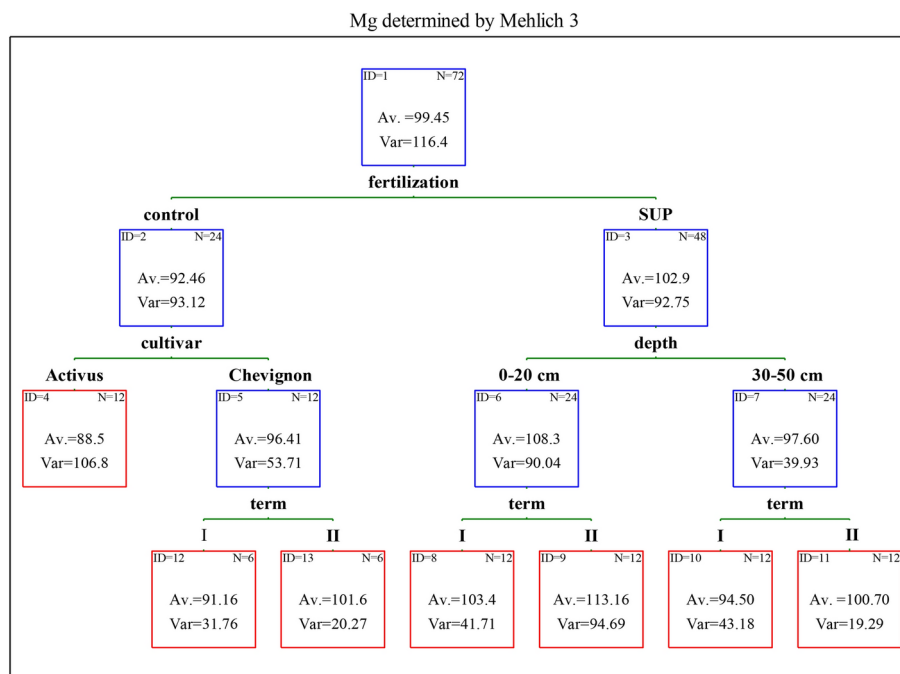 Mg determined by Mehlich 3
ID=1 N=72
Av. =99.45
Var=116.4
fertilization
control SUP
ID=2 N=24 ID=3 N=48
Av.=92.46 Av.=102.9
Var=93.12 Var=92.75
cultivar depth
Activus Chevignon 0-20 cm 30-50 cm
ID=4 N=12 ID=5 N=12 ID=6 N=24 ID=7 N=24
Av.=88.5 Av.=96.41 Av.=108.3 Av.=97.60
Var=106.8 Var=53.71 Var=90.04 Var=39.93
term term term
I II I II I II
ID=12 N=6 ID=13 N=6 ID=8 N=12 ID=9 N=12 ID=10 N=12 ID=11 N=12
Av.=91.16 Av.=101.6 Av.=103.4 Av.=113.16 Av.=94.50 Av. =100.70
Var=31.76 Var=20.27 Var=41.71 Var=94.69 Var=43.18 Var=19.29